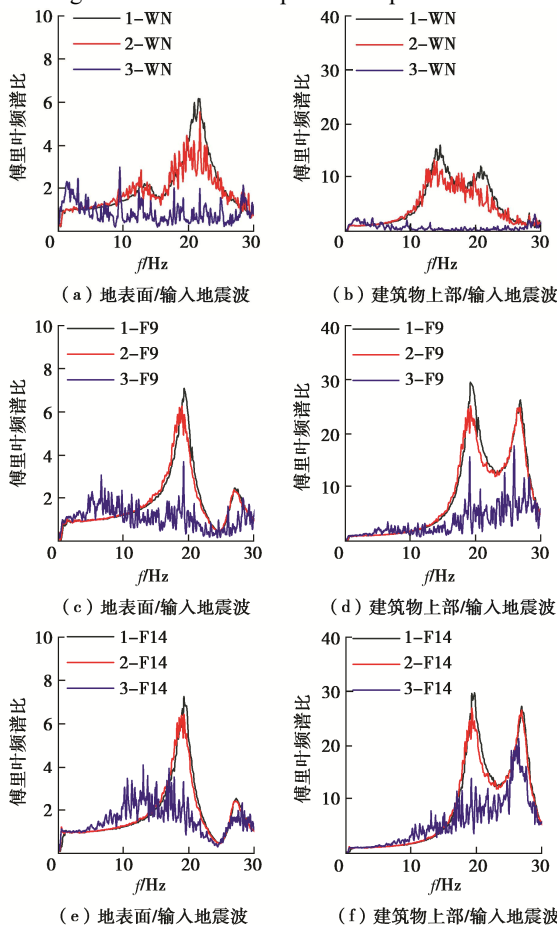 10
8
6
4
2
0
10
20
30
傅里叶频谱比
f/Hz
1-WN
2-WN
3-WN
(a)地表面/输入地震波
40
30
20
10
0
10
20
30
傅里叶频谱比
f/Hz
1-WN
2-WN
3-WN
(b)建筑物上部/输入地震波
10
8
6
4
2
0
10
20
30
傅里叶频谱比
f/Hz
1-F9
2-F9
3-F9
(c)地表面/输入地震波
40
30
20
10
0
10
20
30
傅里叶频谱比
f/Hz
1-F9
2-F9
3-F9
(d)建筑物上部/输入地震波
10
8
6
4
2
0
10
20
30
傅里叶频谱比
f/Hz
1-F14
2-F14
3-F14
(e)地表面/输入地震波
40
30
20
10
0
10
20
30
傅里叶频谱比
f/Hz
1-F14
2-F14
3-F14
(f)建筑物上部/输入地震波